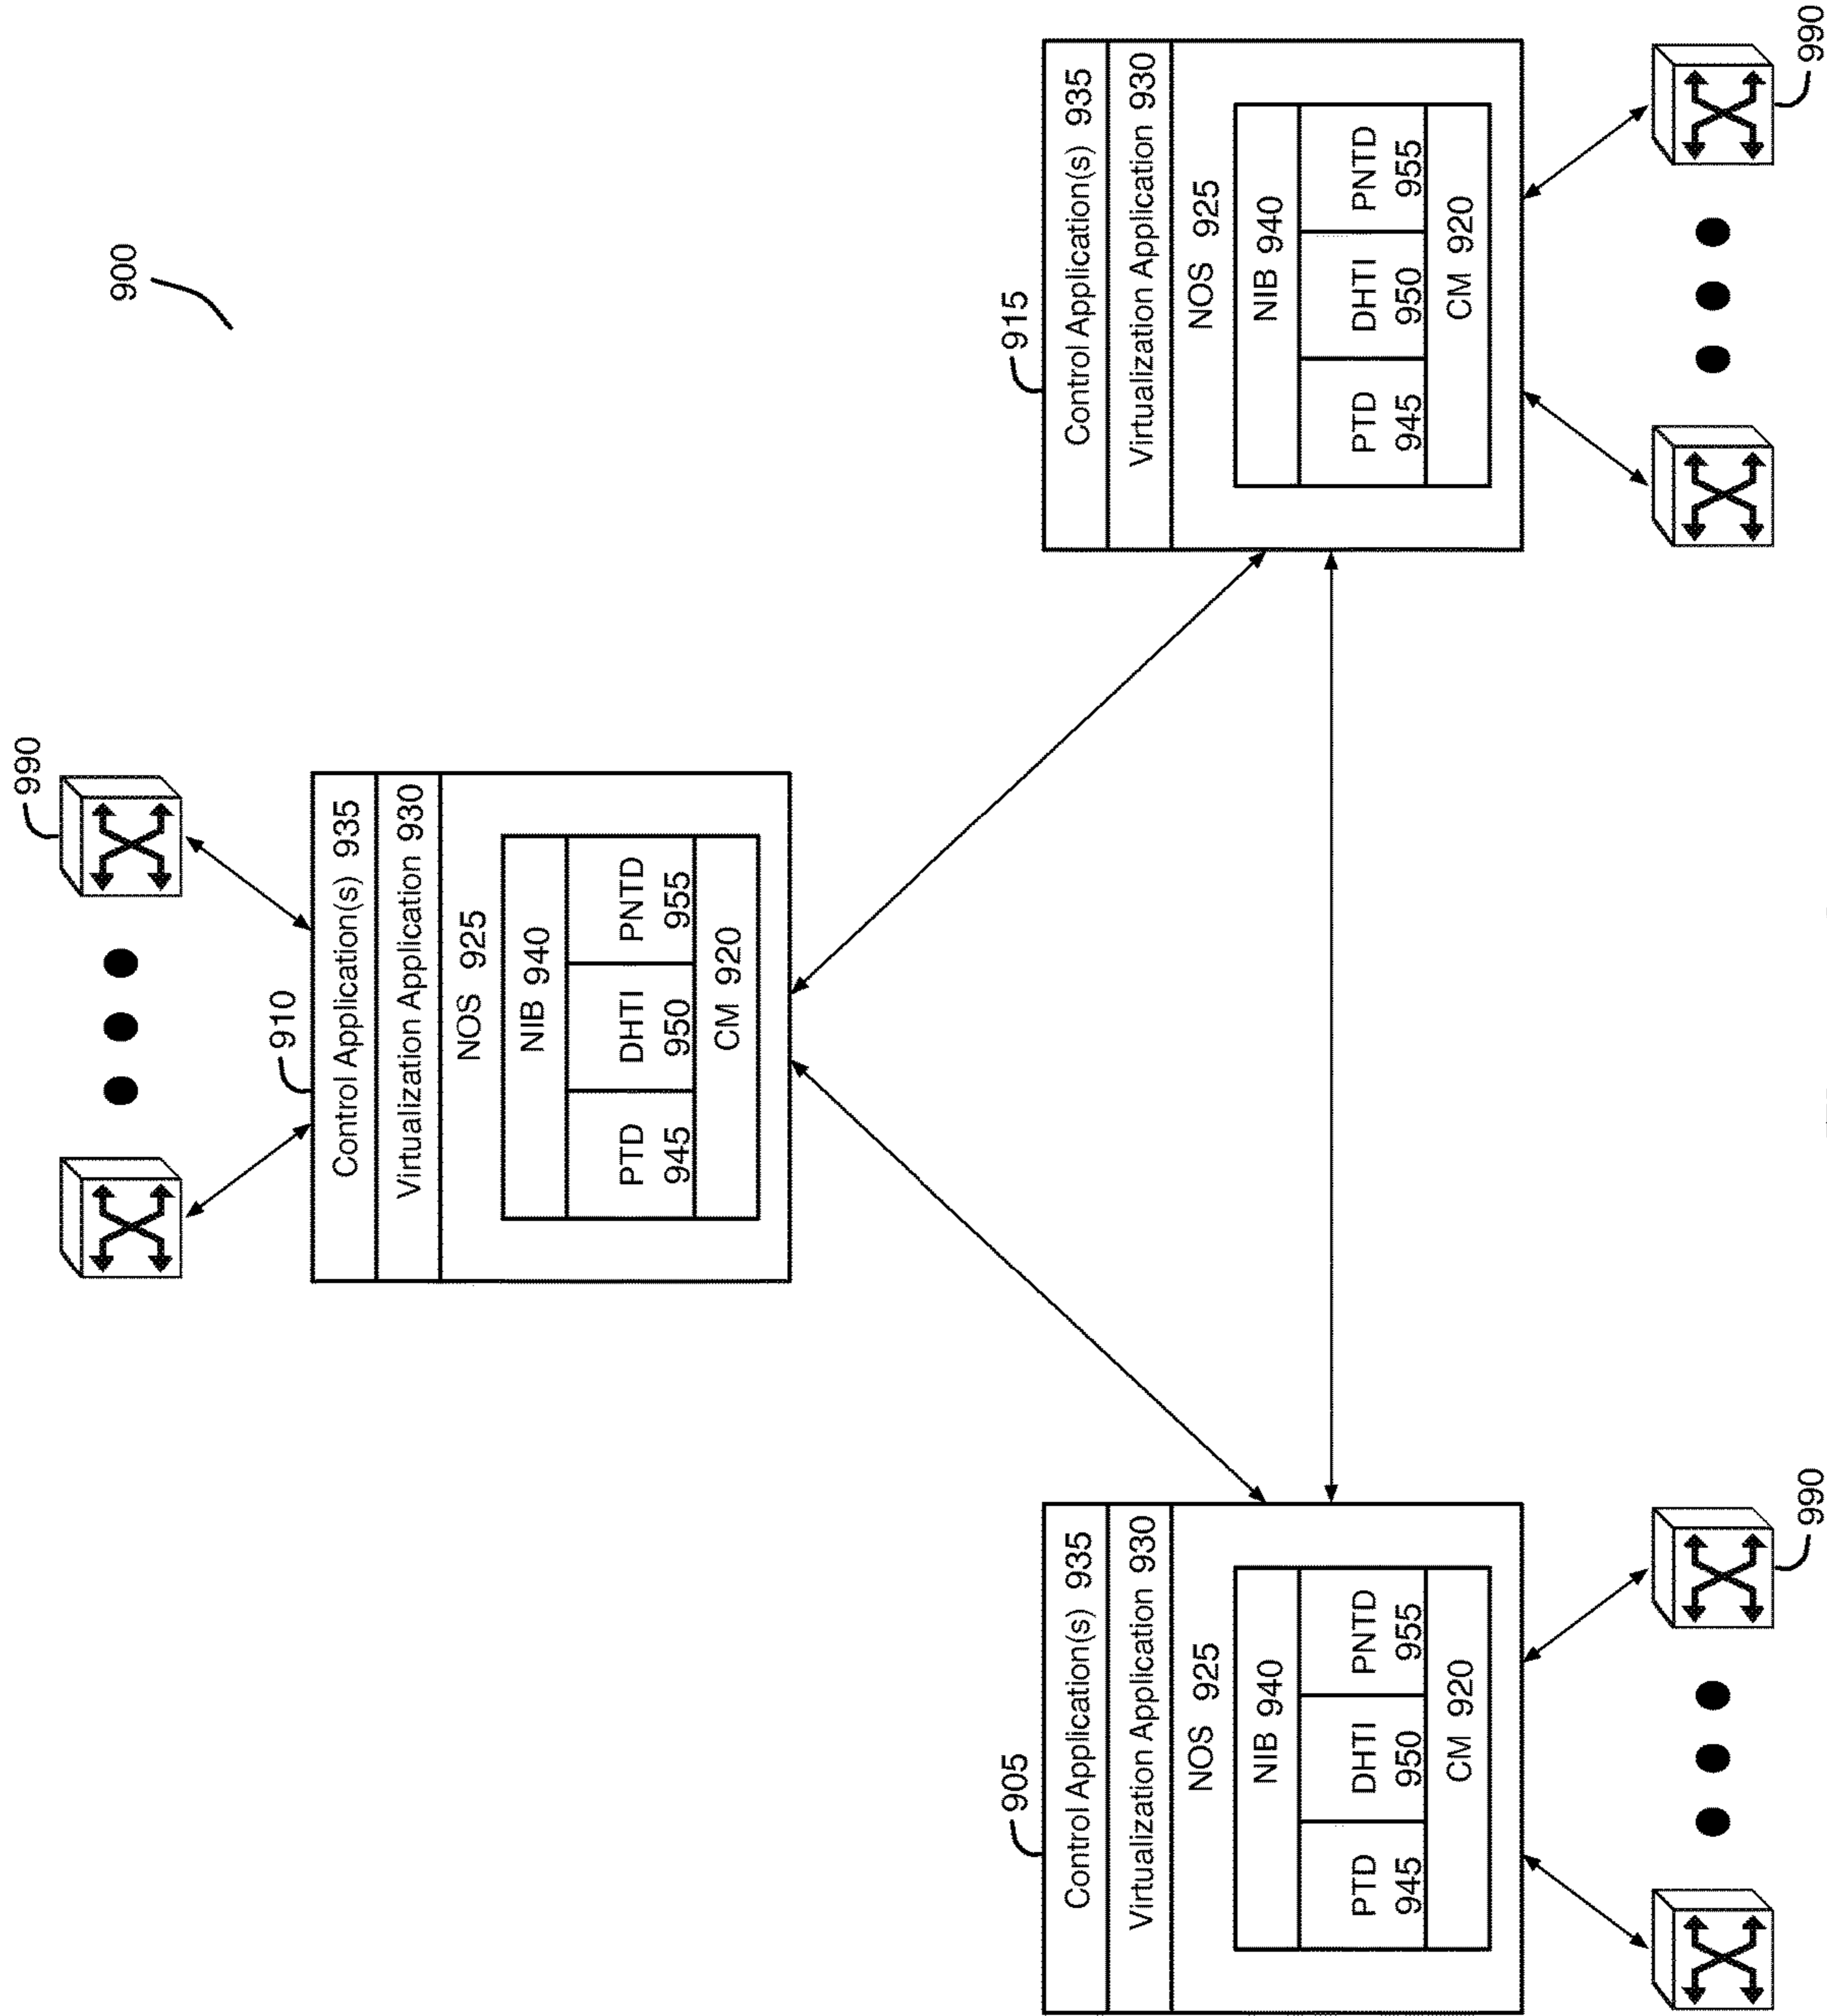 990
900
910
Control Application(s) 935
Virtualization Application 930
NOS 925
NIB 940
PTD
945
DHTI
950
PNTD
955
CM 920
905
Control Application(s) 935
Virtualization Application 930
NOS 925
NIB 940
PTD
945
DHTI
950
PNTD
955
CM 920
990
915
Control Application(s) 935
Virtualization Application 930
NOS 925
NIB 940
PTD
945
DHTI
950
PNTD
955
CM 920
990